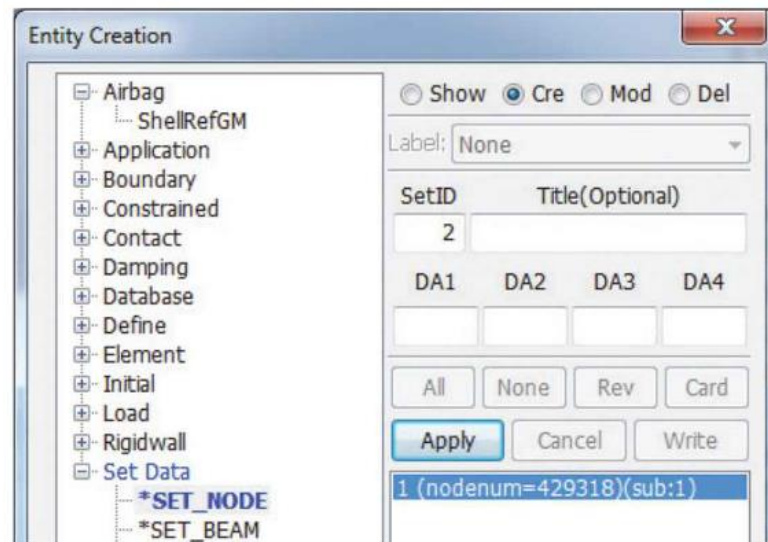 Entity Creation
Airbag
ShellRefGM
Application
Boundary
Constrained
Contact
Damping
Database
Define
Element
Initial
Load
Rigidwall
Set Data
*SET_NODE
*SET_BEAM
Show Cre Mod Del
Label: None
SetID Title(Optional)
2
DA1 DA2 DA3 DA4
All None Rev Card
Apply Cancel Write
1 (nodenum=429318)(sub:1)